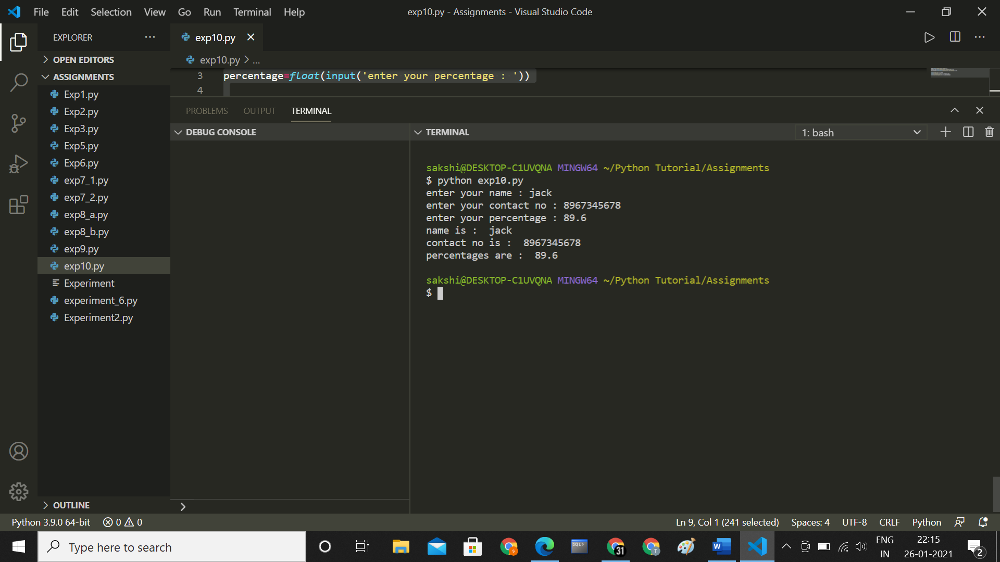 File Edit Selection View Go Run Terminal Help
exp10.py - Assignments - Visual Studio Code
EXPLORER
OPEN EDITORS
ASSIGNMENTS
Exp1.py
Exp2.py
Exp3.py
Exp5.py
Exp6.py
exp7_1.py
exp7_2.py
exp8_a.py
exp8_b.py
exp9.py
exp10.py
Experiment
experiment_6.py
Experiment2.py
OUTLINE
exp10.py
exp10.py > ...
3 percentage=float(input('enter your percentage : '))
4
PROBLEMS OUTPUT TERMINAL
DEBUG CONSOLE
TERMINAL
1: bash
sakshi@DESKTOP-C1UVQNA MINGW64 ~/Python Tutorial/Assignments
$ python exp10.py
enter your name : jack
enter your contact no : 8967345678
enter your percentage : 89.6
name is :  jack
contact no is :  8967345678
percentages are :  89.6
sakshi@DESKTOP-C1UVQNA MINGW64 ~/Python Tutorial/Assignments
$
Python 3.9.0 64-bit 0 0
Ln 9, Col 1 (241 selected) Spaces: 4 UTF-8 CRLF Python
Type here to search
SQL>
S
31
T
W
ENG
IN
22:15
26-01-2021
2